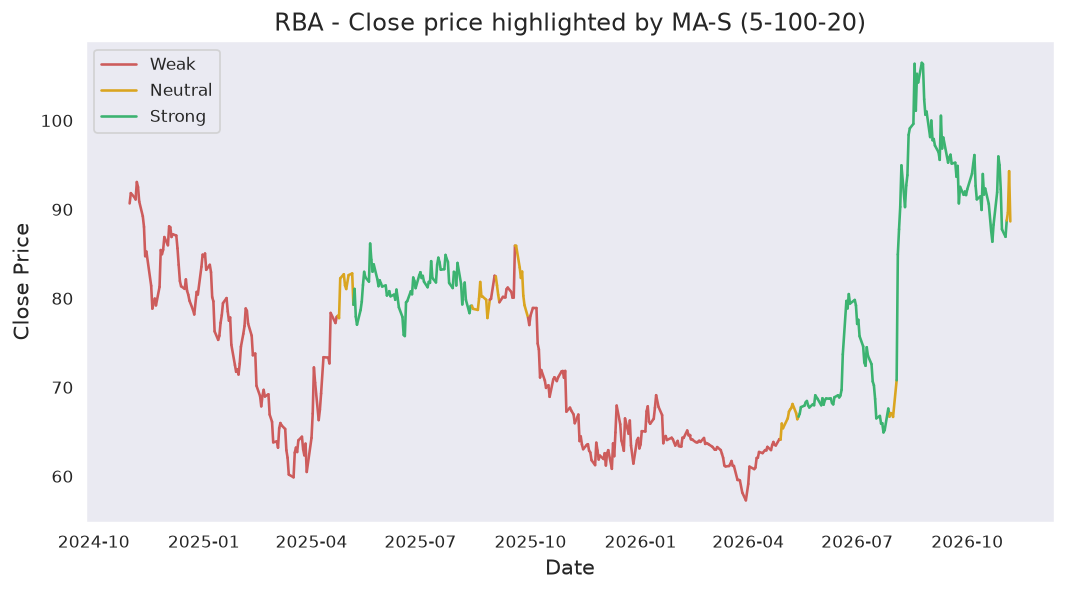 RBA - Close price highlighted by MA-S (5-100-20)
Weak
Neutral
Strong
100
90
80
70
60
Close Price
2024-10 2025-01 2025-04 2025-07 2025-10 2026-01 2026-04 2026-07 2026-10
Date